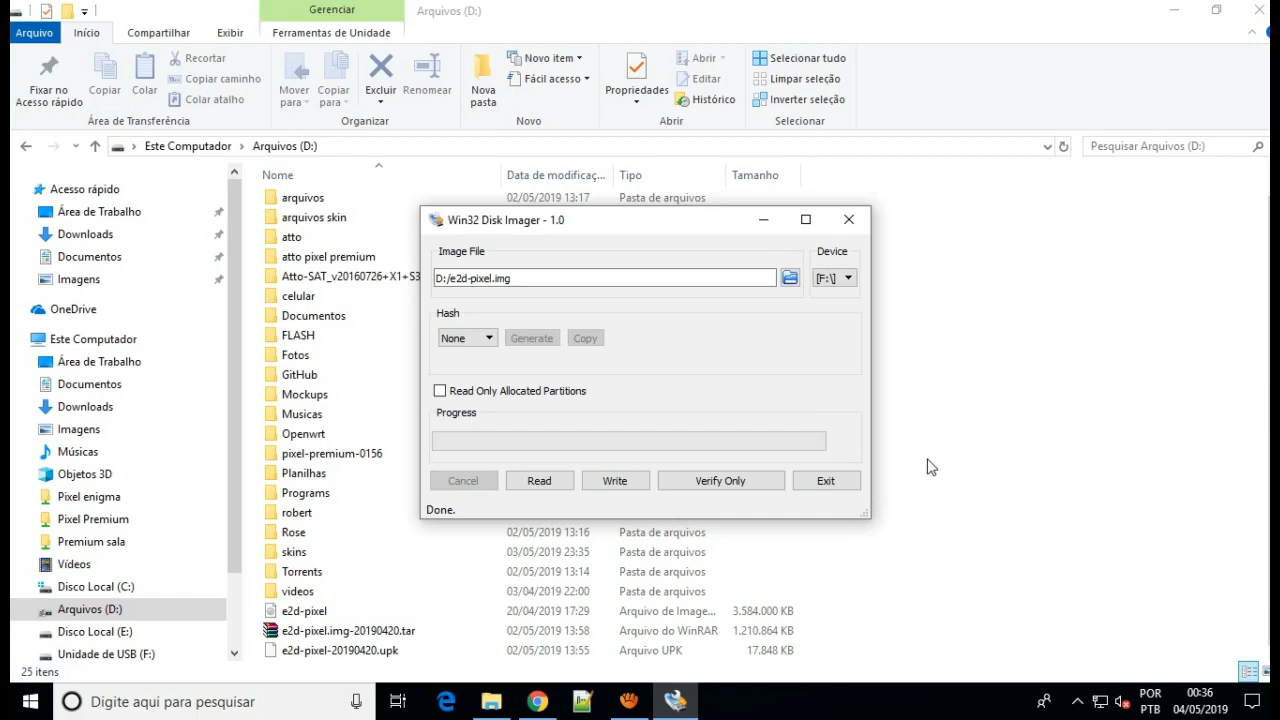 Gerenciar
Arquivos (D:)
Arquivo
Início
Compartilhar
Exibir
Ferramentas de Unidade
Fixar no Acesso rápido
Copiar
Colar
Recortar
Copiar caminho
Colar atalho
Área de Transferência
Mover para
Copiar para
Excluir
Renomear
Organizar
Nova pasta
Novo item
Fácil acesso
Novo
Propriedades
Abrir
Editar
Histórico
Abrir
Selecionar tudo
Limpar seleção
Inverter seleção
Selecionar
Este Computador
Arquivos (D:)
Pesquisar Arquivos (D:)
Acesso rápido
Área de Trabalho
Downloads
Documentos
Imagens
OneDrive
Este Computador
Área de Trabalho
Documentos
Downloads
Imagens
Músicas
Objetos 3D
Pixel enigma
Pixel Premium
Premium sala
Vídeos
Disco Local (C:)
Arquivos (D:)
Disco Local (E:)
Unidade de USB (F:)
Nome
Data de modificaç...
Tipo
Tamanho
arquivos 02/05/2019 13:17 Pasta de arquivos
arquivos skin
atto
atto pixel premium
Atto-SAT_v20160726+X1+S3
celular
Documentos
FLASH
Fotos
GitHub
Mockups
Musicas
Openwrt
pixel-premium-0156
Planilhas
Programs
robert
Rose 02/05/2019 13:16 Pasta de arquivos
skins 03/05/2019 23:35 Pasta de arquivos
Torrents 02/05/2019 13:14 Pasta de arquivos
videos 03/04/2019 22:00 Pasta de arquivos
e2d-pixel 20/04/2019 17:29 Arquivo de Image... 3.584.000 KB
e2d-pixel.img-20190420.tar 02/05/2019 13:58 Arquivo do WinRAR 1.210.864 KB
e2d-pixel-20190420.upk 02/05/2019 13:55 Arquivo UPK 17.848 KB
Win32 Disk Imager - 1.0
Image File
Device
D:/e2d-pixel.img
[F:\]
Hash
None
Generate
Copy
Read Only Allocated Partitions
Progress
Cancel
Read
Write
Verify Only
Exit
Done.
25 itens
Digite aqui para pesquisar
POR
PTB
00:36
04/05/2019